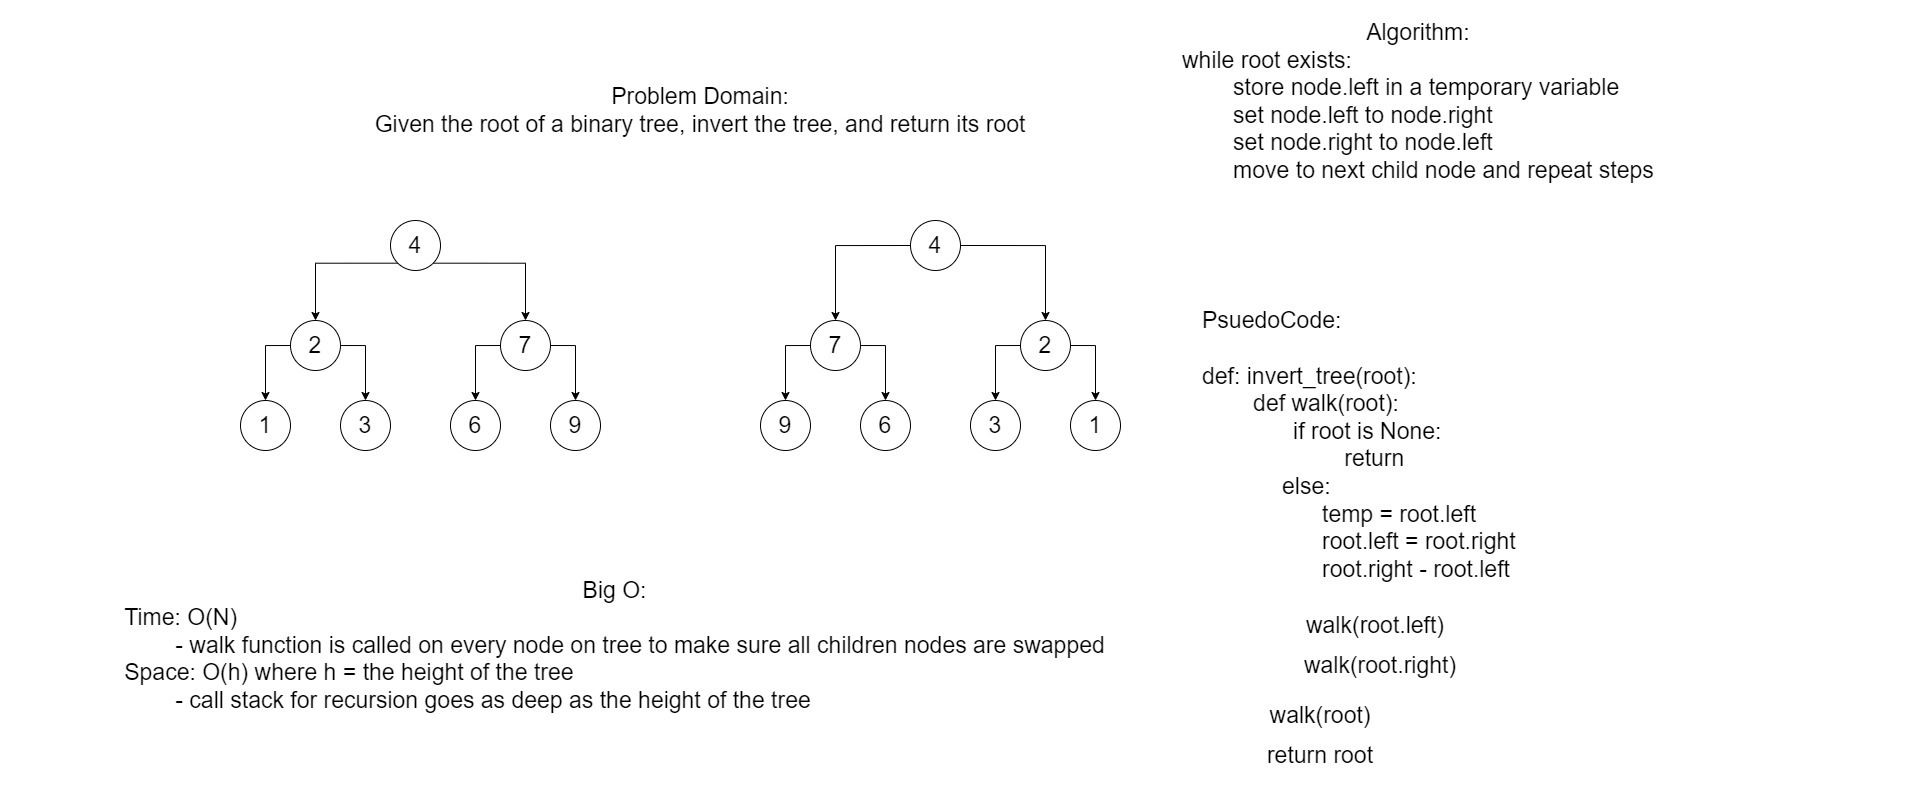 Problem Domain:
Given the root of a binary tree, invert the tree, and return its root
4
2
7
1
3
6
9
4
7
2
9
6
3
1
Big O:
Time: O(N)
- walk function is called on every node on tree to make sure all children nodes are swapped
Space: O(h) where h = the height of the tree
- call stack for recursion goes as deep as the height of the tree
Algorithm:
while root exists:
store node.left in a temporary variable
set node.left to node.right
set node.right to node.left
move to next child node and repeat steps
PsuedoCode:
def: invert_tree(root):
def walk(root):
if root is None:
return
else:
temp = root.left
root.left = root.right
root.right - root.left
walk(root.left)
walk(root.right)
walk(root)
return root